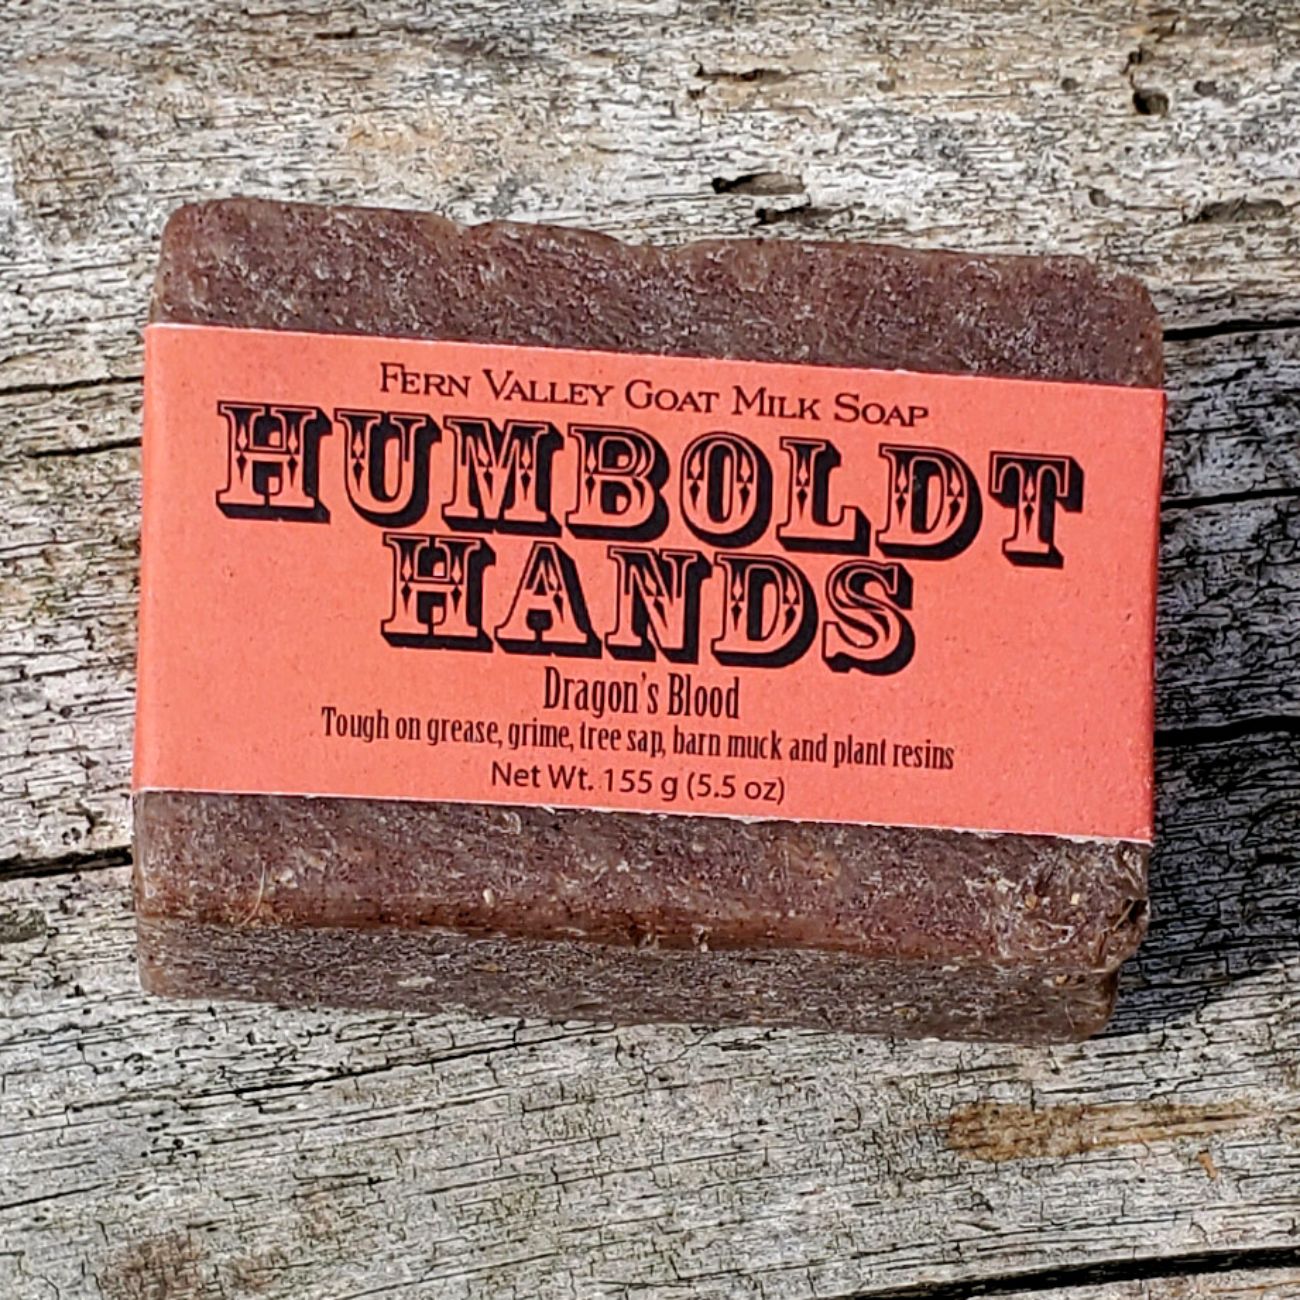 Fern Valley Goat Milk Soap
HUMBOLDT
HANDS
Dragon's Blood
Tough on grease, grime, tree sap, barn muck and plant resins
Net Wt. 155 g (5.5 oz)